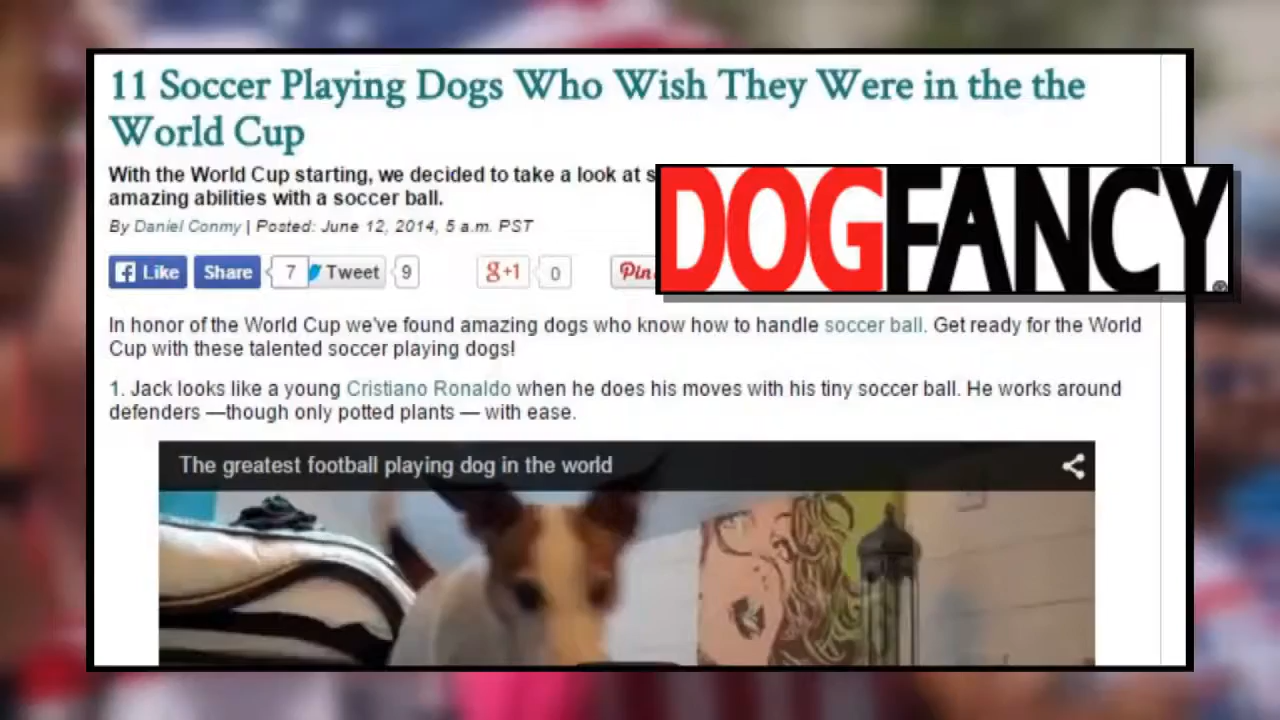 11 Soccer Playing Dogs Who Wish They Were in the the
World Cup
With the World Cup starting, we decided to take a look at
amazing abilities with a soccer ball.
By Daniel Conmy | Posted: June 12, 2014, 5 a.m. PST
DOGFANCY®
Like Share 7 Tweet 9 g+1 0 Pin
In honor of the World Cup we've found amazing dogs who know how to handle soccer ball. Get ready for the World
Cup with these talented soccer playing dogs!
1. Jack looks like a young Cristiano Ronaldo when he does his moves with his tiny soccer ball. He works around
defenders —though only potted plants — with ease.
The greatest football playing dog in the world